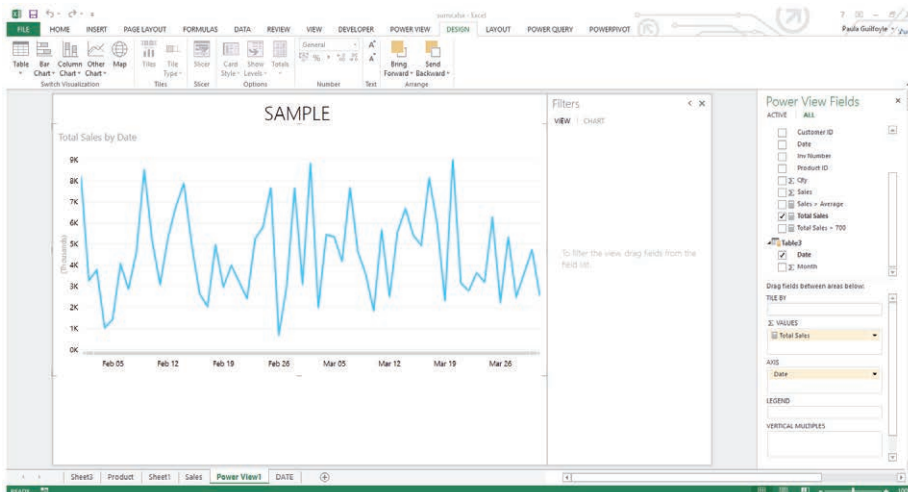 sumx.xlsx - Excel
FILE HOME INSERT PAGE LAYOUT FORMULAS DATA REVIEW VIEW DEVELOPER POWER VIEW DESIGN LAYOUT POWER QUERY POWERPIVOT
Paula Guilfoyle
Table Bar Column Other Map Tiles Tile Slicer Card Show Totals General Bring Send
Chart Chart Chart Type Style Levels Forward Backward
Switch Visualization Tiles Slicer Options Number Text Arrange
SAMPLE
Total Sales by Date
(Thousands)
9K
8K
7K
6K
5K
4K
3K
2K
1K
0K
Feb 05 Feb 12 Feb 19 Feb 26 Mar 05 Mar 12 Mar 19 Mar 26
Filters
VIEW CHART
To filter the view, drag fields from the
field list.
Power View Fields
ACTIVE ALL
Customer ID
Date
Inv Number
Product ID
Σ Qty
Σ Sales
Sales > Average
Total Sales
Table3
Date
Σ Month
Drag fields between areas below:
TILE BY
Σ VALUES
Total Sales
AXIS
Date
LEGEND
VERTICAL MULTIPLES
Sheet3 Product Sheet1 Sales Power View1 DATE
READY